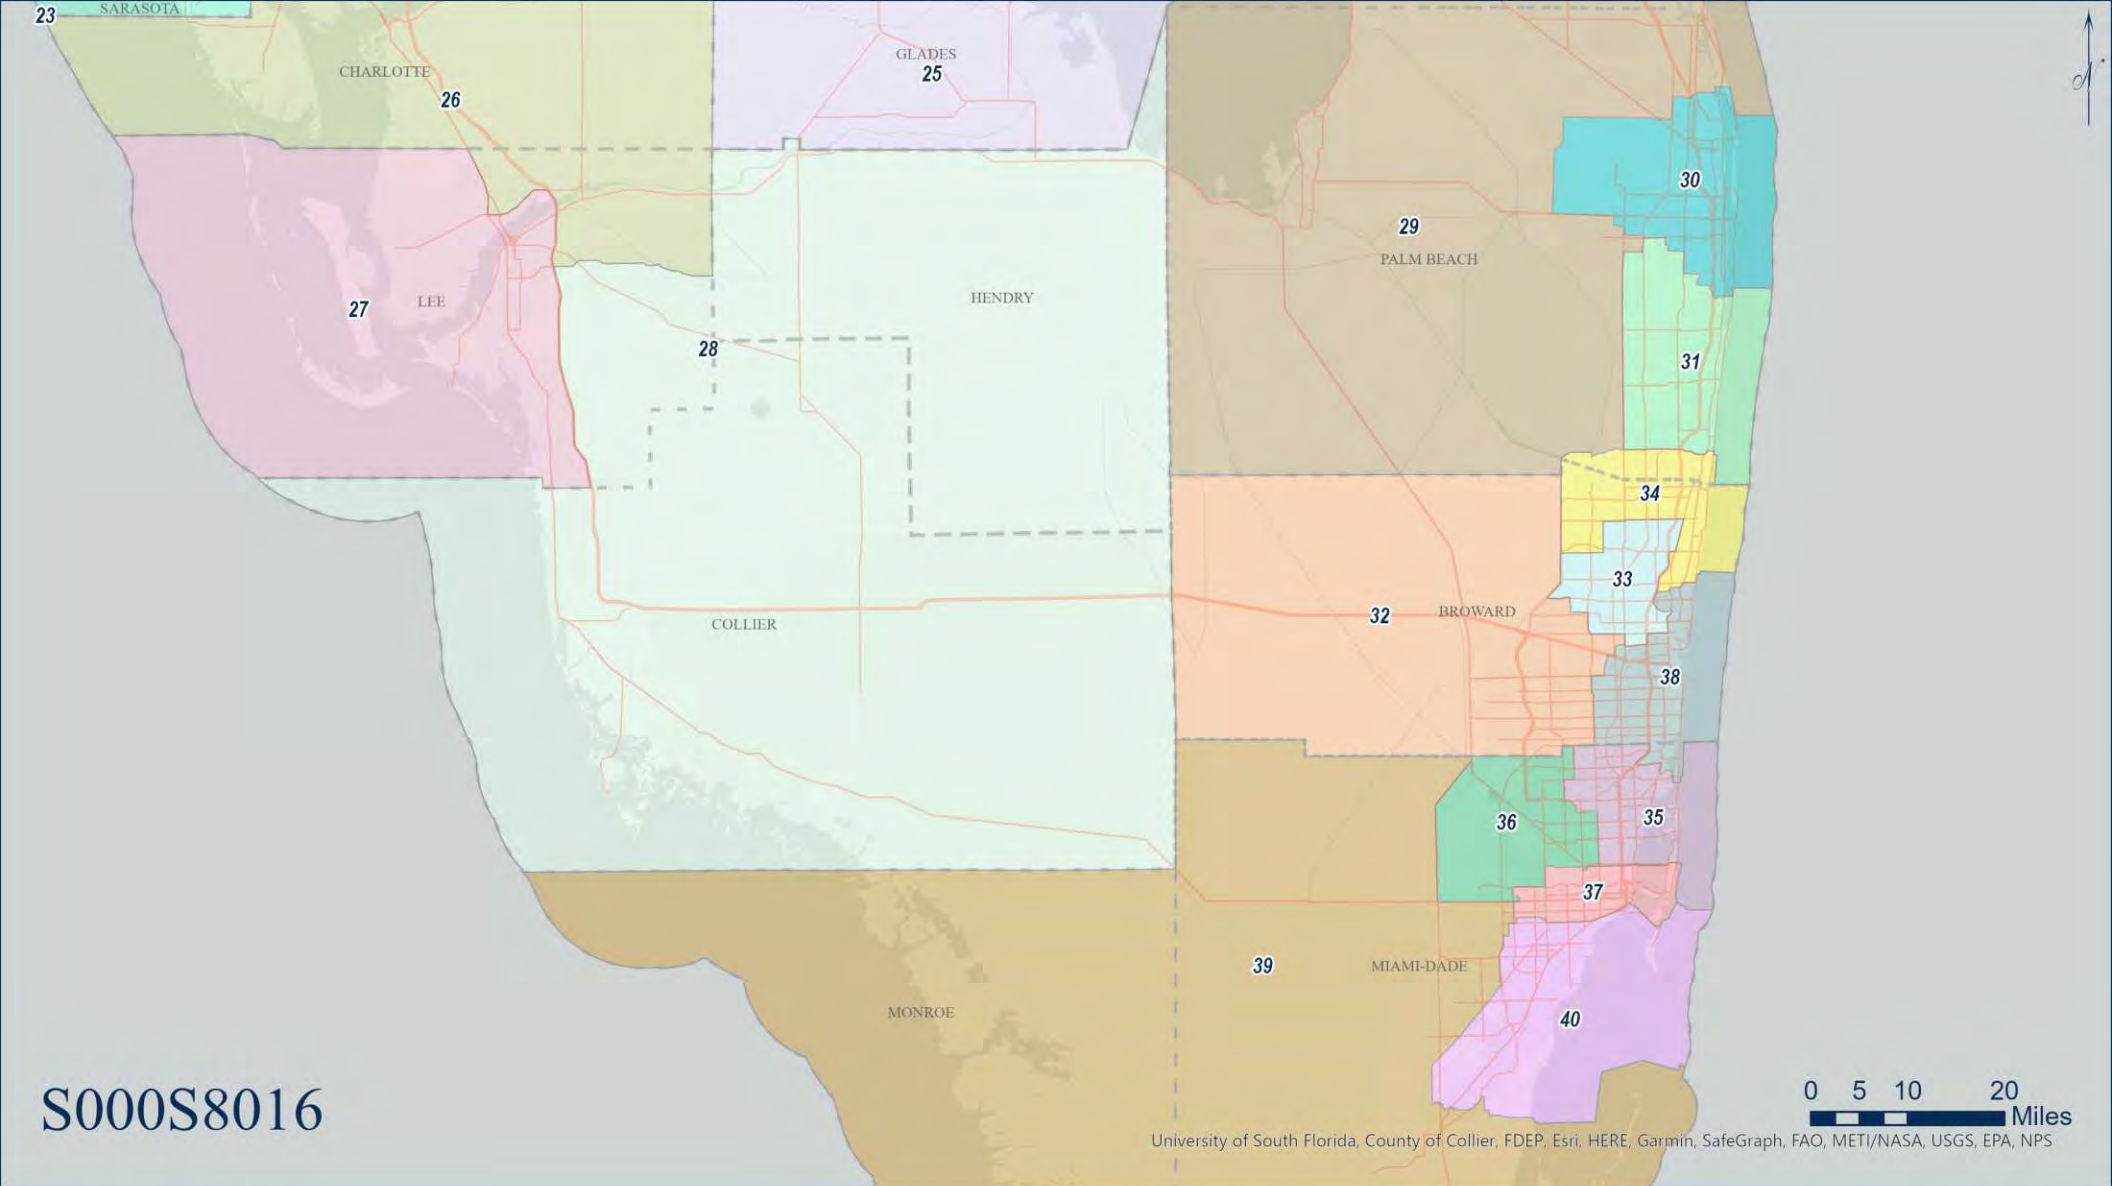 SARASOTA
23
GLADES
CHARLOTTE
25
26
30
29
PALM BEACH
HENDRY
LEE
27
28
31
34
33
BROWARD
32
COLLIER
38
35
36
37
39
MIAMI-DADE
MONROE
40
S000S8016
0 5 10 20
Miles
University of South Florida, County of Collier, FDEP, Esri, HERE, Garmin, SafeGraph, FAO, METI/NASA, USGS, EPA, NPS
N